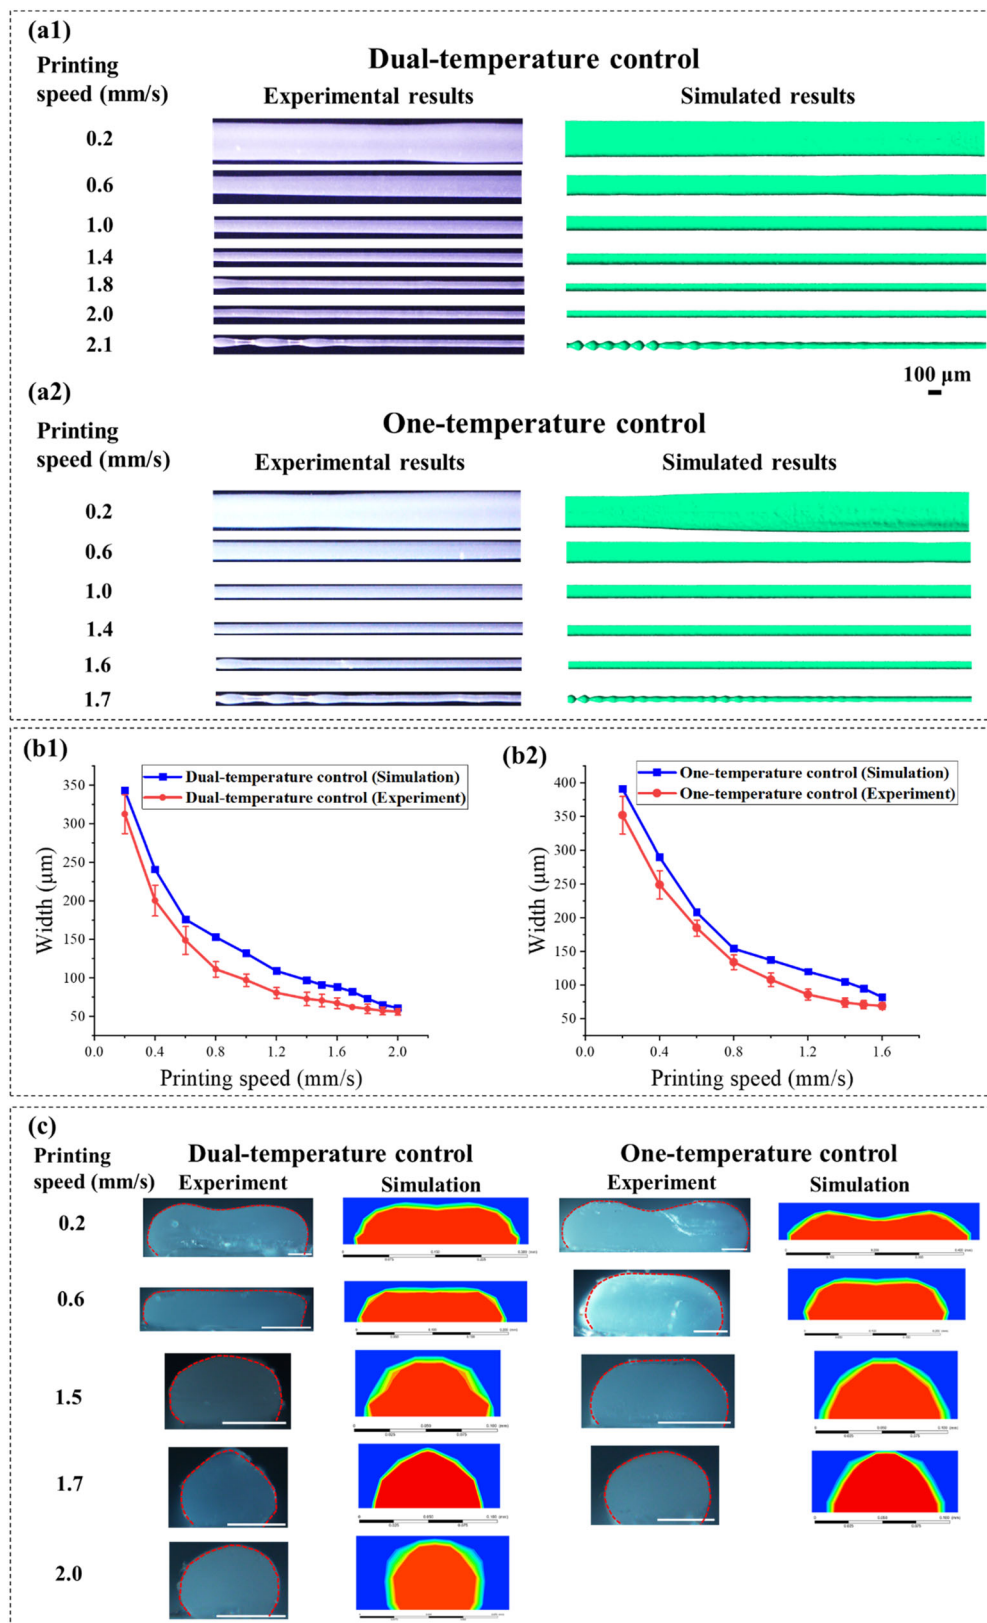 (a1)
Dual-temperature control
Printing
speed (mm/s)
Experimental results
Simulated results
0.2
0.6
1.0
1.4
1.8
2.0
2.1
100 μm
(a2)
One-temperature control
Printing
speed (mm/s)
Experimental results
Simulated results
0.2
0.6
1.0
1.4
1.6
1.7
(b1)
Dual-temperature control (Simulation)
Dual-temperature control (Experiment)
350
300
250
200
150
100
50
Width (μm)
0.0 0.4 0.8 1.2 1.6 2.0
Printing speed (mm/s)
(b2)
One-temperature control (Simulation)
One-temperature control (Experiment)
400
350
300
250
200
150
100
50
Width (μm)
0.0 0.4 0.8 1.2 1.6
Printing speed (mm/s)
(c)
Printing
speed (mm/s)
Dual-temperature control
One-temperature control
Experiment
Simulation
Experiment
Simulation
0.2
0.6
1.5
1.7
2.0